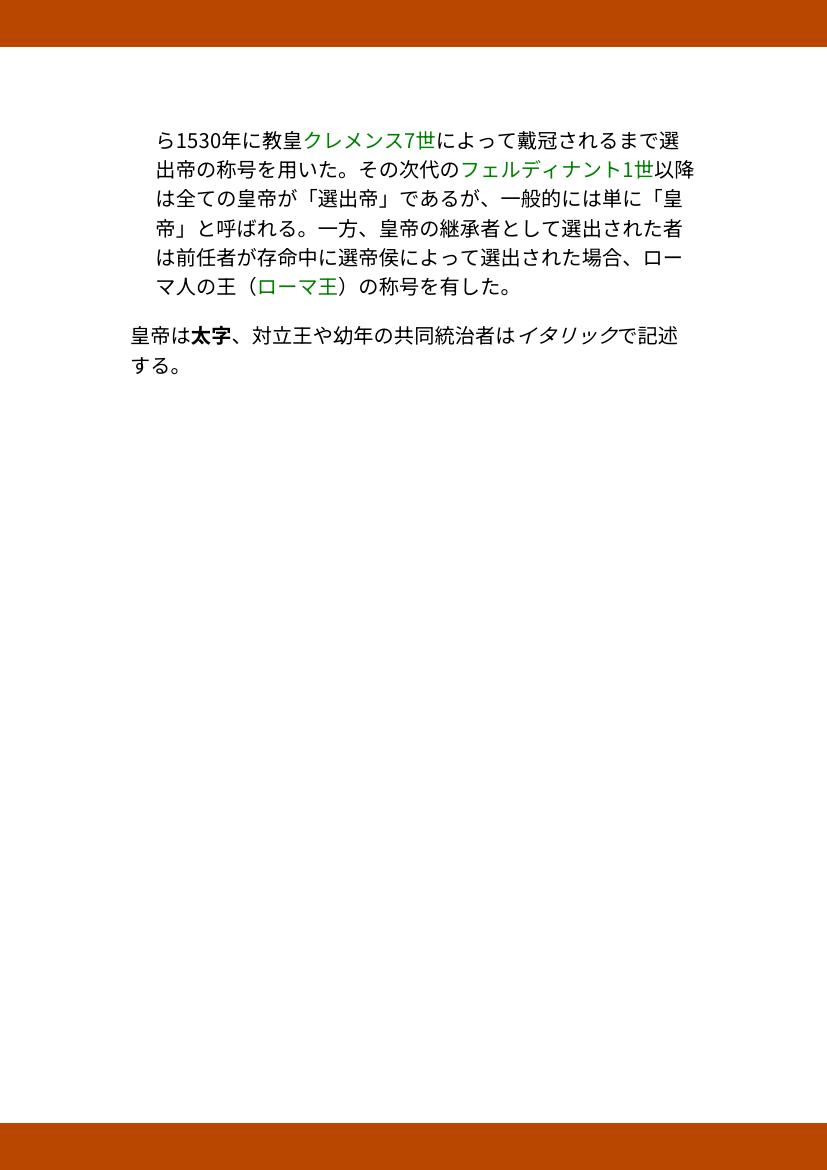 ら1530年に教皇クレメンス7世によって戴冠されるまで選
出帝の称号を用いた。その次代のフェルディナント1世以降
は全ての皇帝が「選出帝」であるが、一般的には単に「皇
帝」と呼ばれる。一方、皇帝の継承者として選出された者
は前任者が存命中に選帝侯によって選出された場合、ロー
マ人の王（ローマ王）の称号を有した。
皇帝は太字、対立王や幼年の共同統治者はイタリックで記述
する。